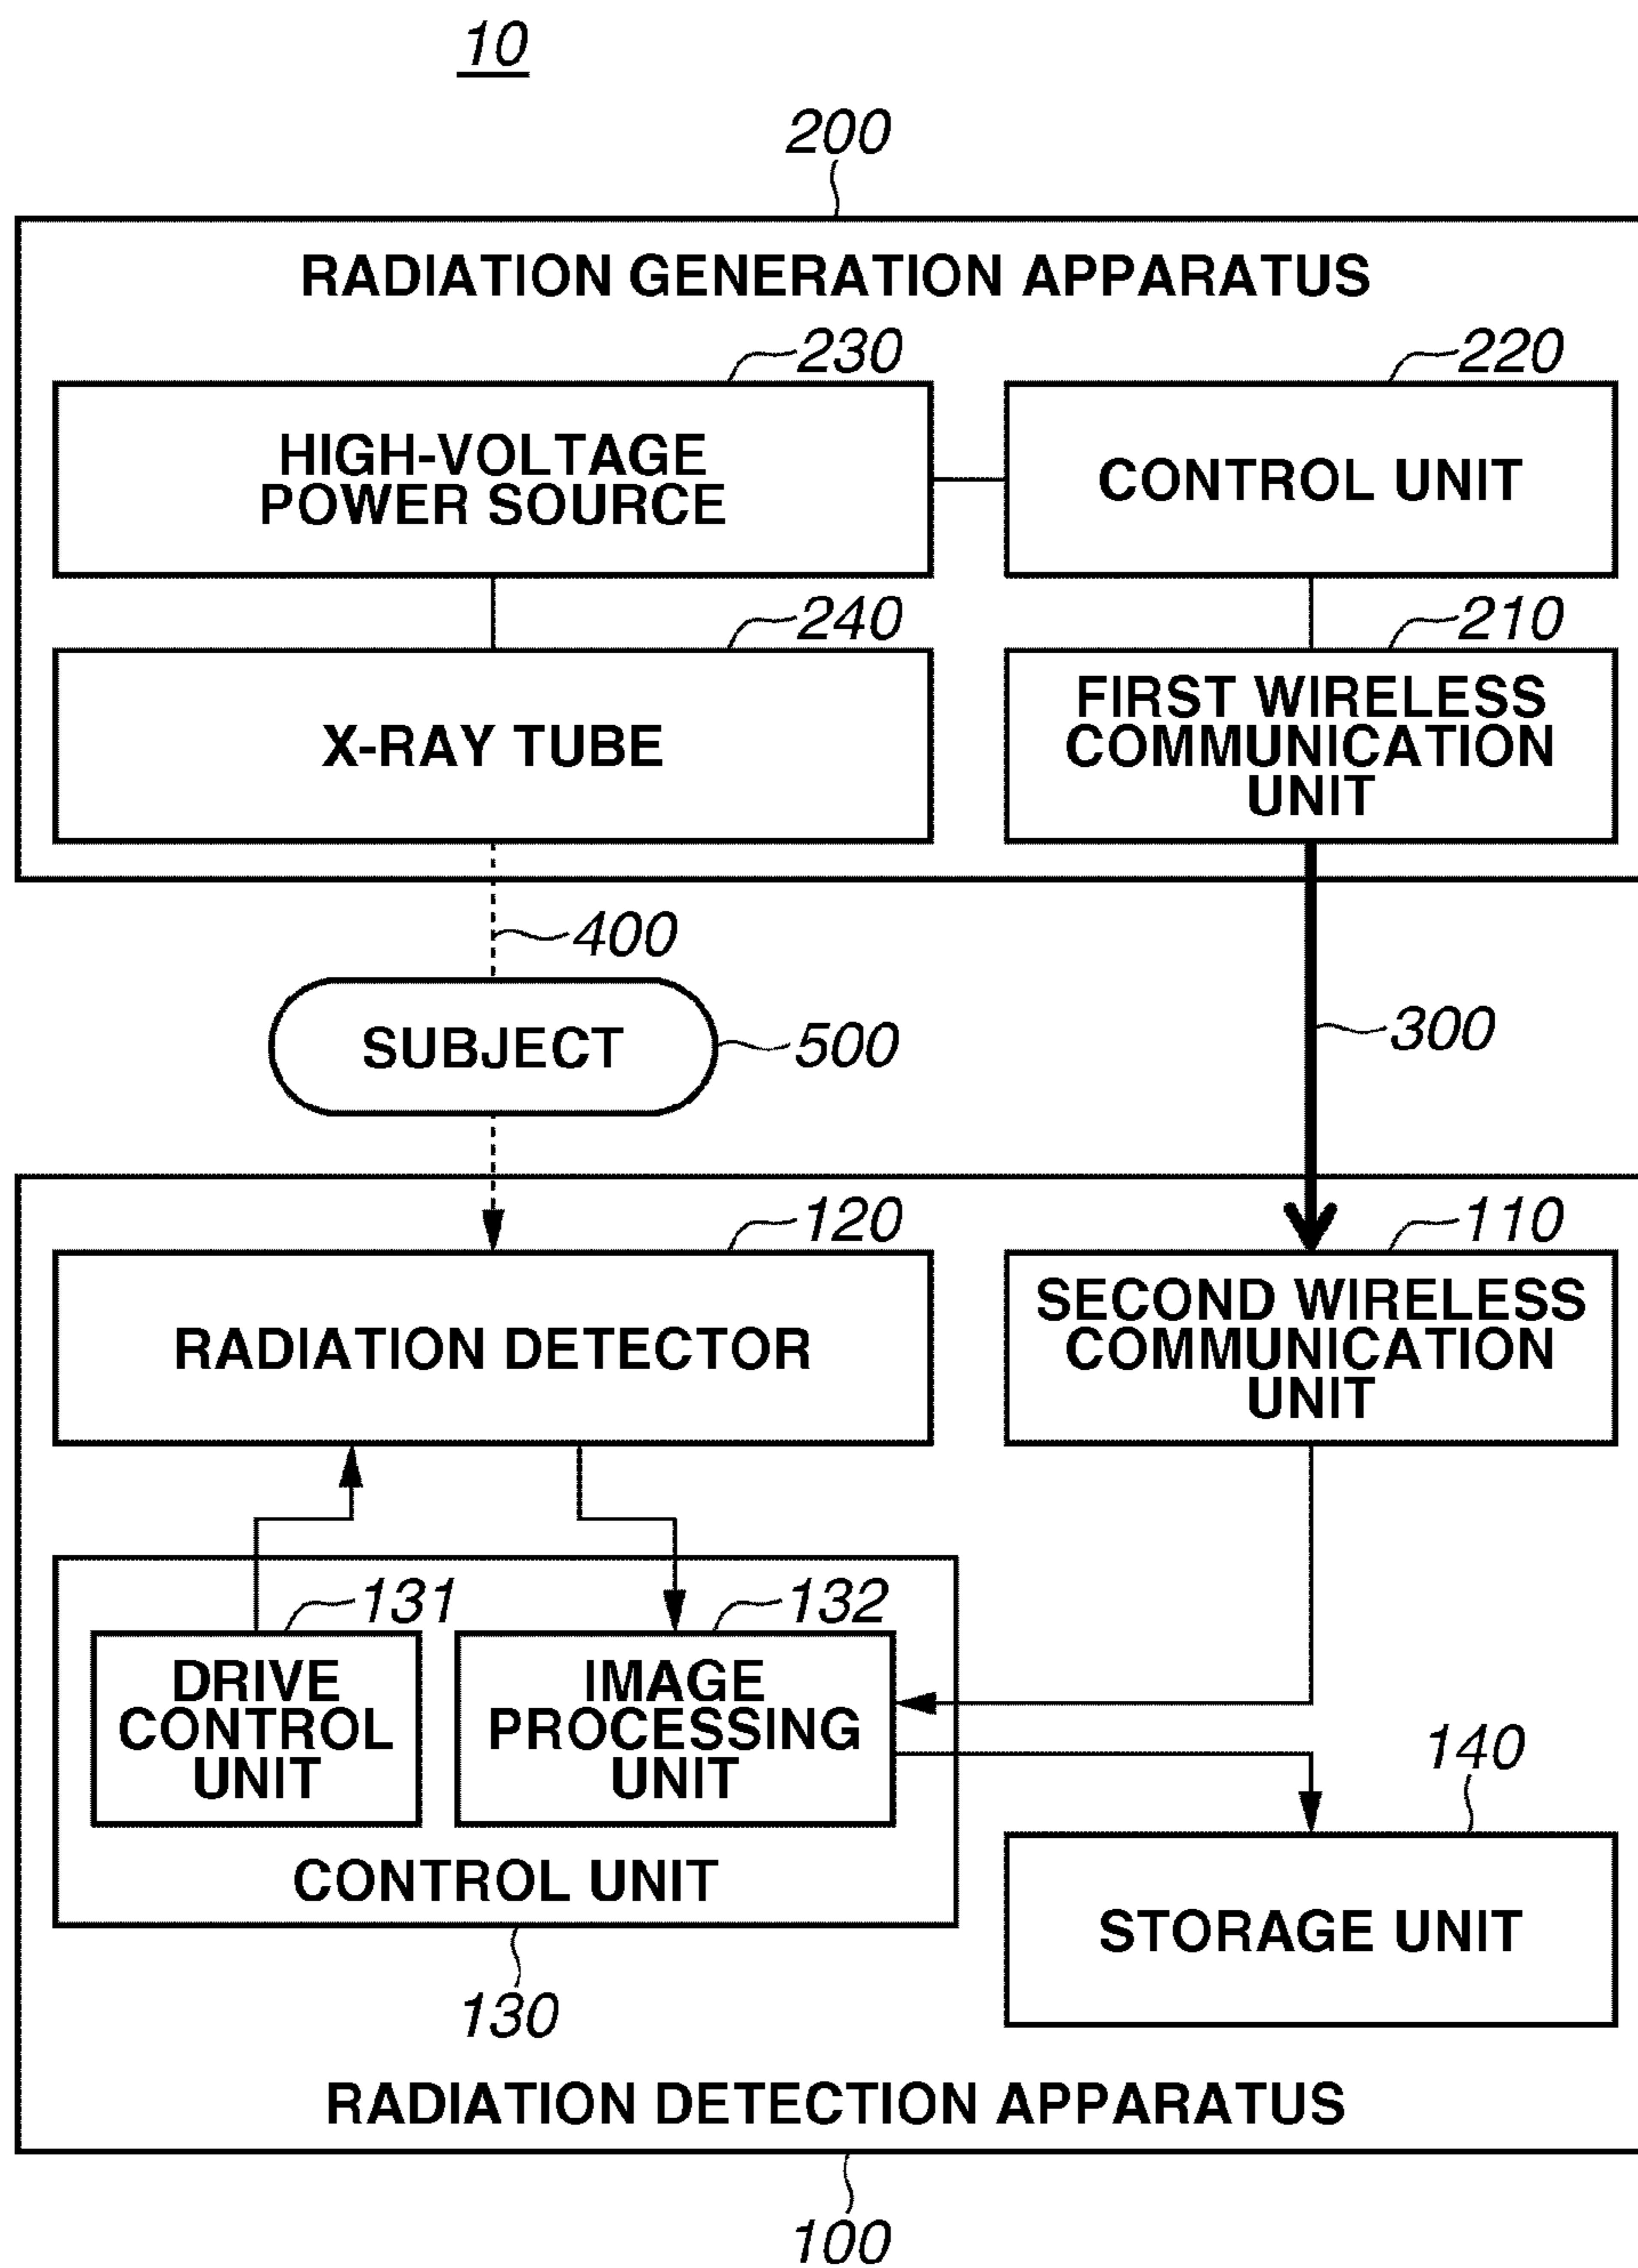 10
200
RADIATION GENERATION APPARATUS
230
220
HIGH-VOLTAGE
POWER SOURCE
CONTROL UNIT
240
210
X-RAY TUBE
FIRST WIRELESS
COMMUNICATION
UNIT
400
SUBJECT
500
300
120
110
RADIATION DETECTOR
SECOND WIRELESS
COMMUNICATION
UNIT
131
132
DRIVE
CONTROL
UNIT
IMAGE
PROCESSING
UNIT
140
CONTROL UNIT
STORAGE UNIT
130
RADIATION DETECTION APPARATUS
100